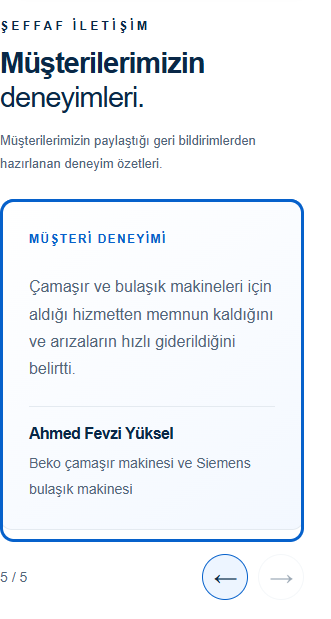 ŞEFFAF İLETİŞİM
Müşterilerimizin
deneyimleri.
Müşterilerimizin paylaştığı geri bildirimlerden
hazırlanan deneyim özetleri.
MÜŞTERİ DENEYİMİ
Çamaşır ve bulaşık makineleri için
aldığı hizmetten memnun kaldığını
ve arızaların hızlı giderildiğini
belirtti.
Ahmed Fevzi Yüksel
Beko çamaşır makinesi ve Siemens
bulaşık makinesi
5 / 5